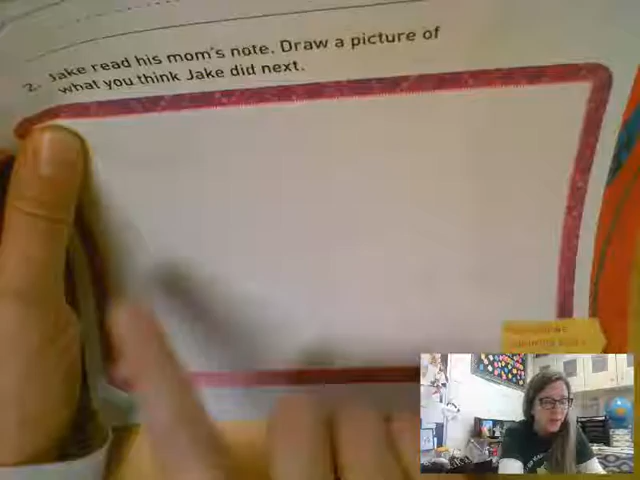 2. Jake read his mom's note. Draw a picture of
what you think Jake did next.